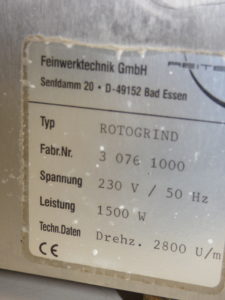 Feinwerktechnik GmbH
Senfdamm 20 • D-49152 Bad Essen
Typ ROTOGRIND
Fabr.Nr. 3 076 1000
Spannung 230 V / 50 Hz
Leistung 1500 W
Techn.Daten Drehz. 2800 U/m
CE